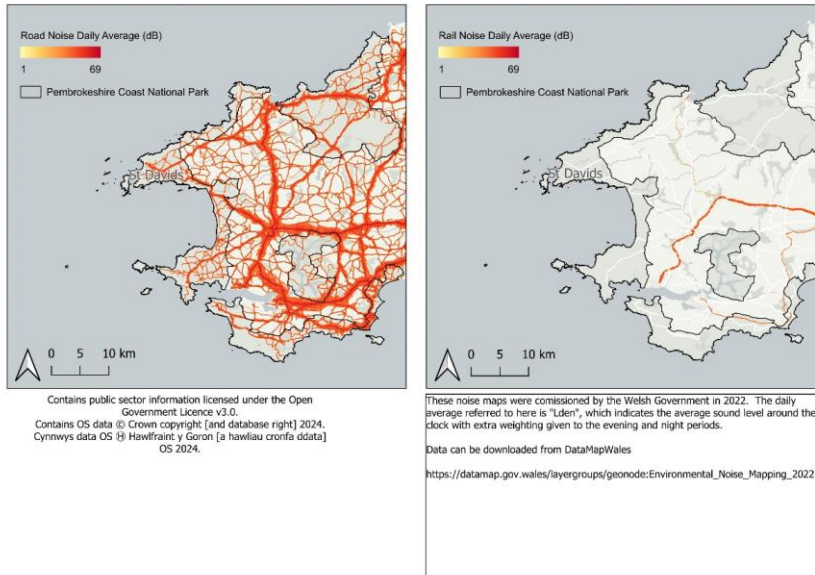 Road Noise Daily Average (dB)
1 69
Pembrokeshire Coast National Park
St Davids
0 5 10 km
Contains public sector information licensed under the Open
Government Licence v3.0.
Contains OS data © Crown copyright [and database right] 2024.
Cynnwys data OS Ⓗ Hawlfraint y Goron [a hawliau cronfa ddata]
OS 2024.
Rail Noise Daily Average (dB)
1 69
Pembrokeshire Coast National Park
St Davids
0 5 10 km
These noise maps were comissioned by the Welsh Government in 2022. The daily
average referred to here is "Lden", which indicates the average sound level around the
clock with extra weighting given to the evening and night periods.
Data can be downloaded from DataMapWales
https://datamap.gov.wales/layergroups/geonode:Environmental_Noise_Mapping_2022